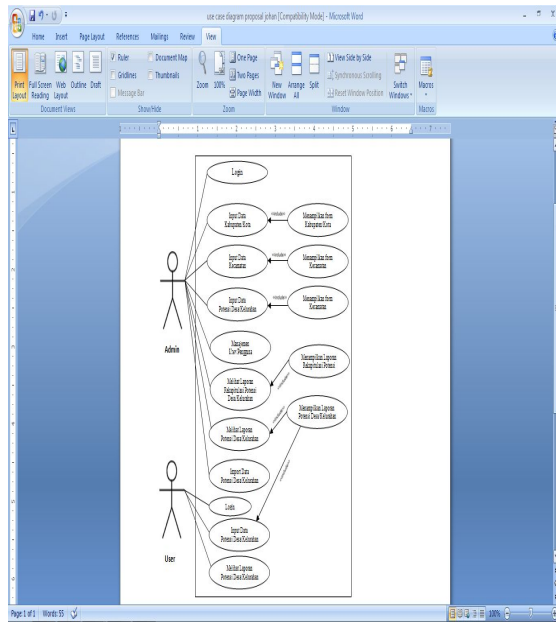 use case diagram proposal johan [Compatibility Mode] - Microsoft Word
Home Insert Page Layout References Mailings Review View
Ruler Document Map One Page View Side by Side
Gridlines Thumbnails Two Pages Synchronous Scrolling
Message Bar Page Width Reset Window Position
Print Full Screen Web Outline Draft Zoom 100% New Arrange Split Switch Macros
Layout Reading Layout Window All Windows
Document Views Show/Hide Zoom Window Macros
Login
Input Data
Kabupaten Kota
<<include>>
Menampilkan form
Kabupaten Kota
Input Data
Kecamatan
<<include>>
Menampilkan form
Kecamatan
Input Data
Potensi Desa Kelurahan
<<include>>
Menampilkan form
Kecamatan
Admin
Manajemen
User Pengguna
Melihat Laporan
Rekapitulasi Potensi
Desa Kelurahan
<<include>>
Menampilkan Laporan
Rekapitulasi Potensi
Melihat Laporan
Potensi Desa Kelurahan
<<include>>
Menampilkan Laporan
Potensi Desa Kelurahan
Import Data
Potensi Desa Kelurahan
<<include>>
Login
Input Data
Potensi Desa Kelurahan
User
Melihat Laporan
Potensi Desa Kelurahan
Page: 1 of 1 Words: 55 100%